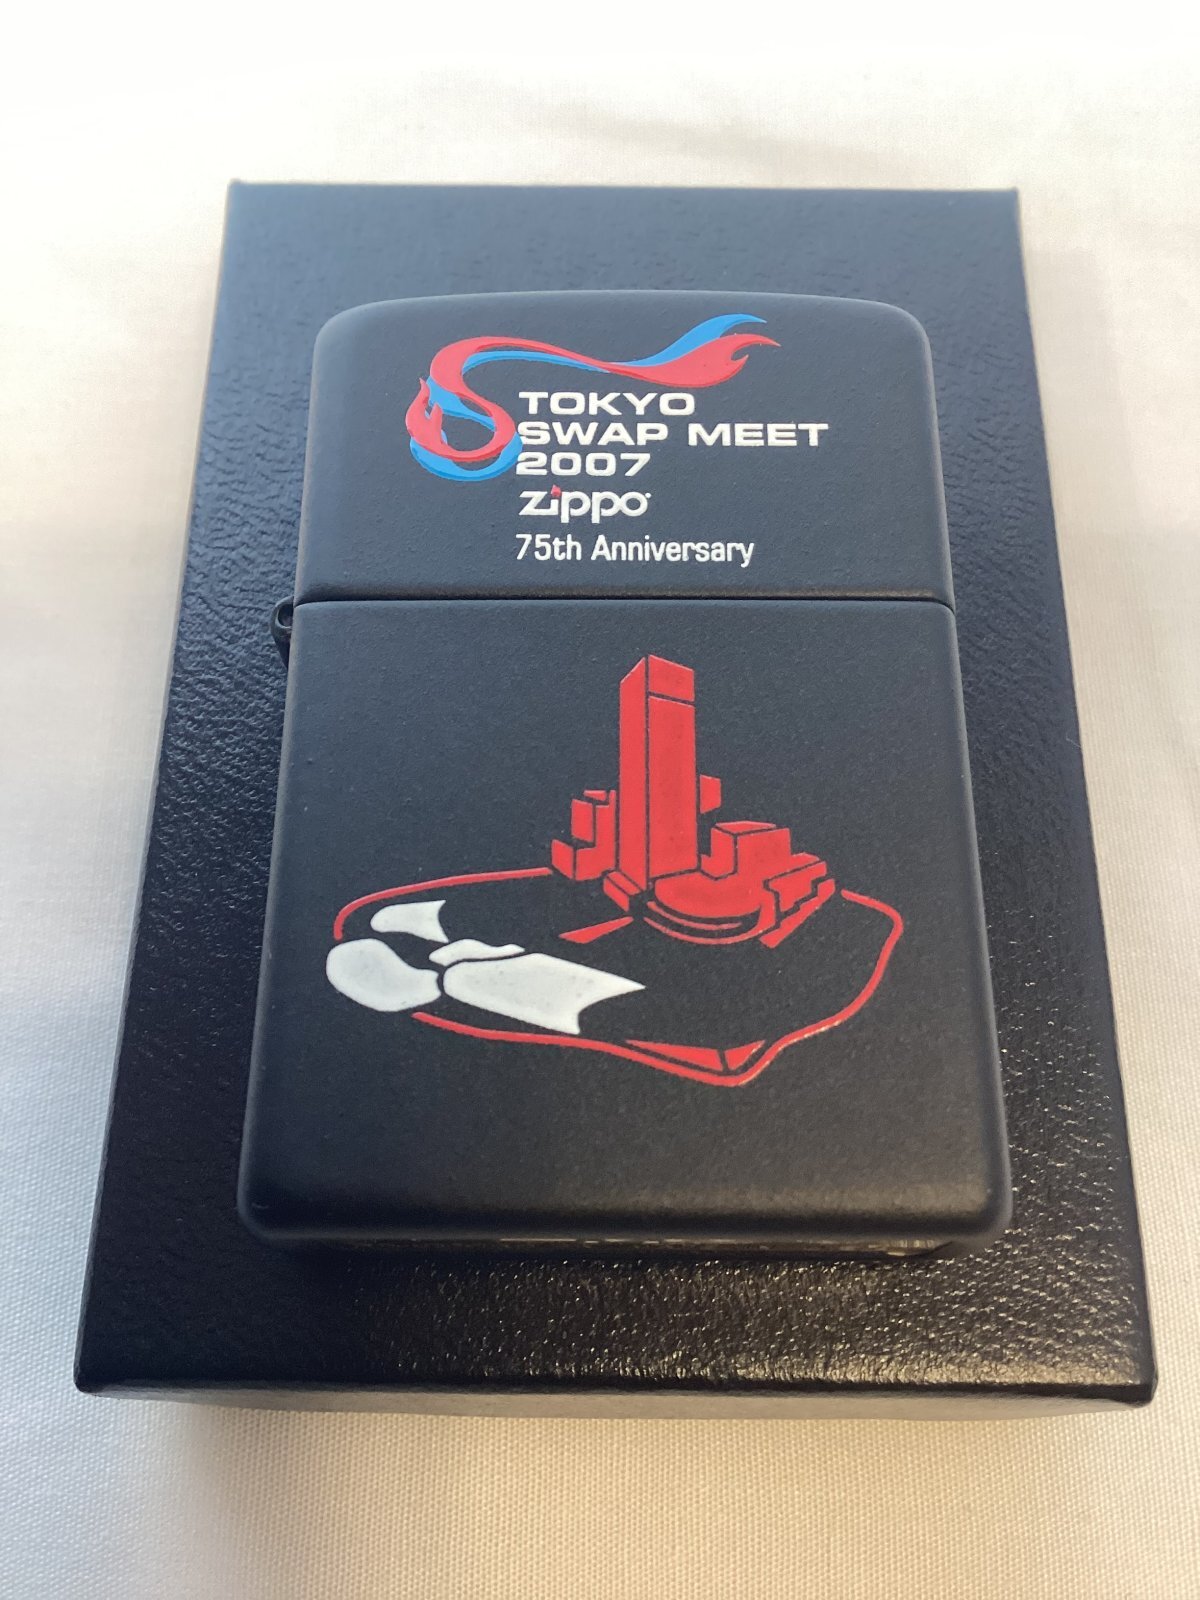 TOKYO
SWAP MEET
2007
zippo
75th Anniversary